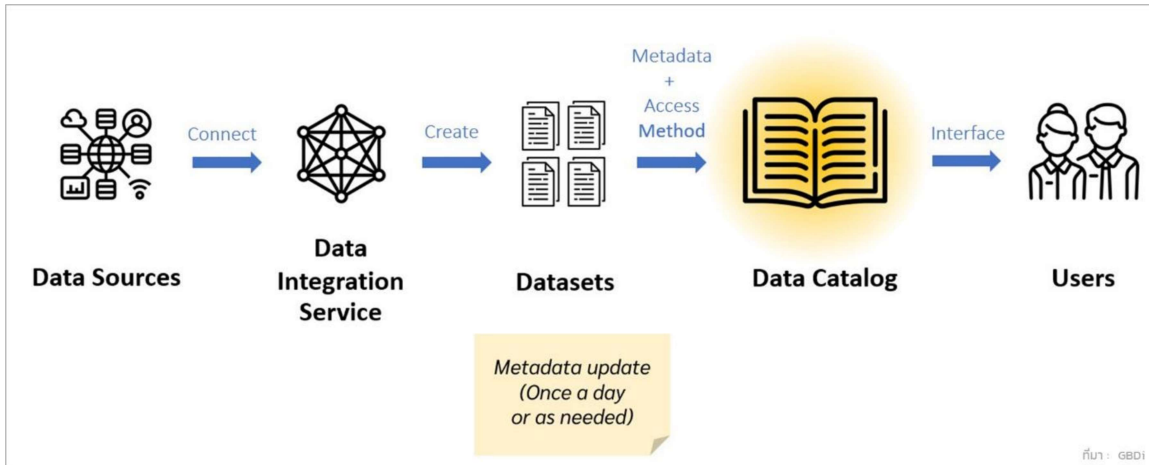 Metadata
+
Access
Method
Connect
Create
Interface
Data Sources
Data
Integration
Service
Datasets
Data Catalog
Users
Metadata update
(Once a day
or as needed)
ที่มา : GBDi